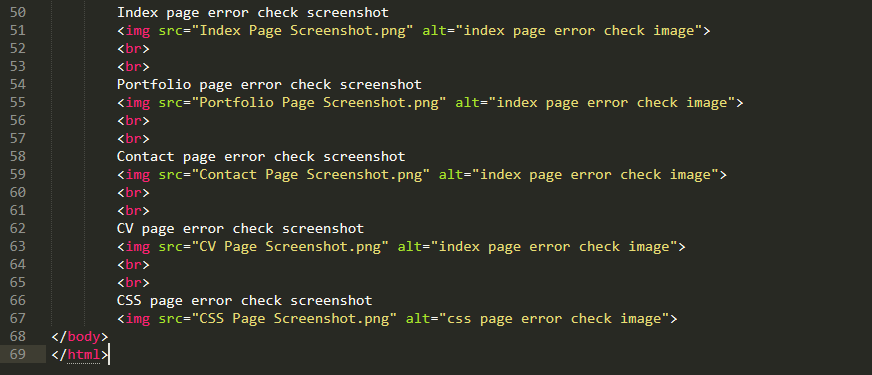 50 Index page error check screenshot
51 <img src="Index Page Screenshot.png" alt="index page error check image">
52 <br>
53 <br>
54 Portfolio page error check screenshot
55 <img src="Portfolio Page Screenshot.png" alt="index page error check image">
56 <br>
57 <br>
58 Contact page error check screenshot
59 <img src="Contact Page Screenshot.png" alt="index page error check image">
60 <br>
61 <br>
62 CV page error check screenshot
63 <img src="CV Page Screenshot.png" alt="index page error check image">
64 <br>
65 <br>
66 CSS page error check screenshot
67 <img src="CSS Page Screenshot.png" alt="css page error check image">
68 </body>
69 </html>